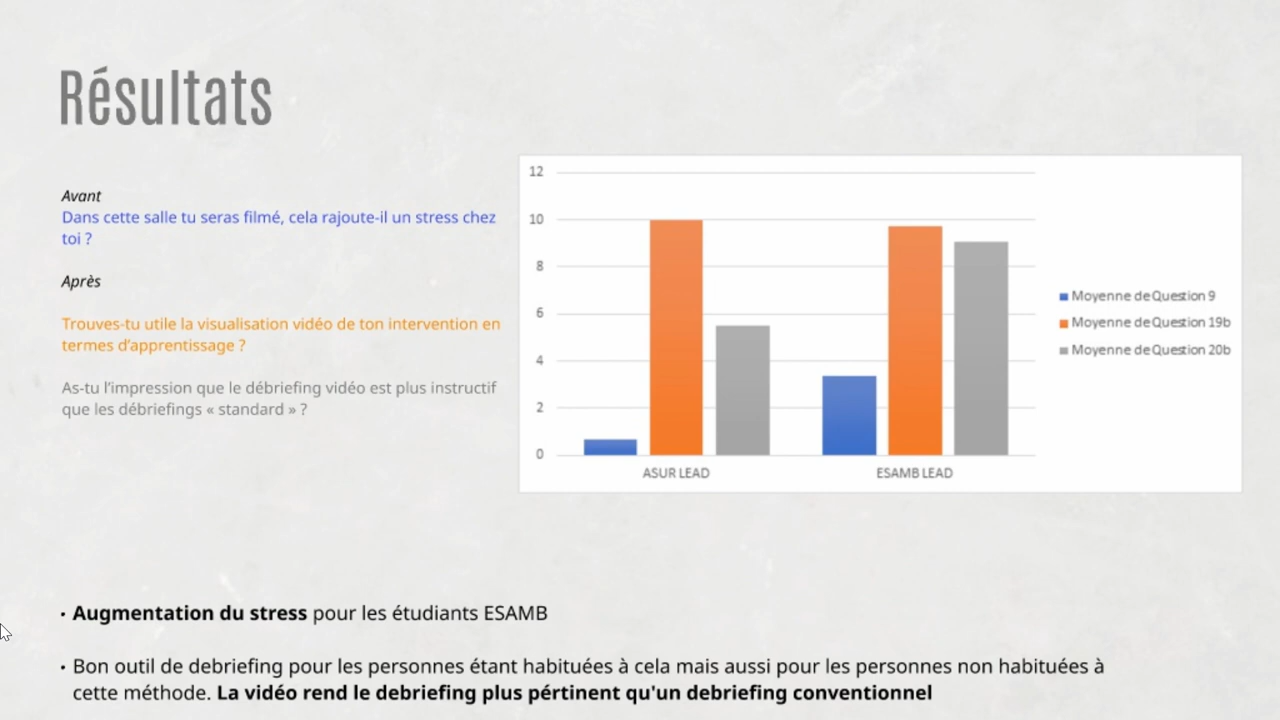 Résultats
Avant
Dans cette salle tu seras filmé, cela rajoute-il un stress chez
toi ?
Après
Trouves-tu utile la visualisation vidéo de ton intervention en
termes d’apprentissage ?
As-tu l’impression que le débriefing vidéo est plus instructif
que les débriefings « standard » ?
12
10
8
6
4
2
0
ASUR LEAD
ESAMB LEAD
Moyenne de Question 9
Moyenne de Question 19b
Moyenne de Question 20b
• Augmentation du stress pour les étudiants ESAMB
• Bon outil de debriefing pour les personnes étant habituées à cela mais aussi pour les personnes non habituées à
cette méthode. La vidéo rend le debriefing plus pértinent qu'un debriefing conventionnel